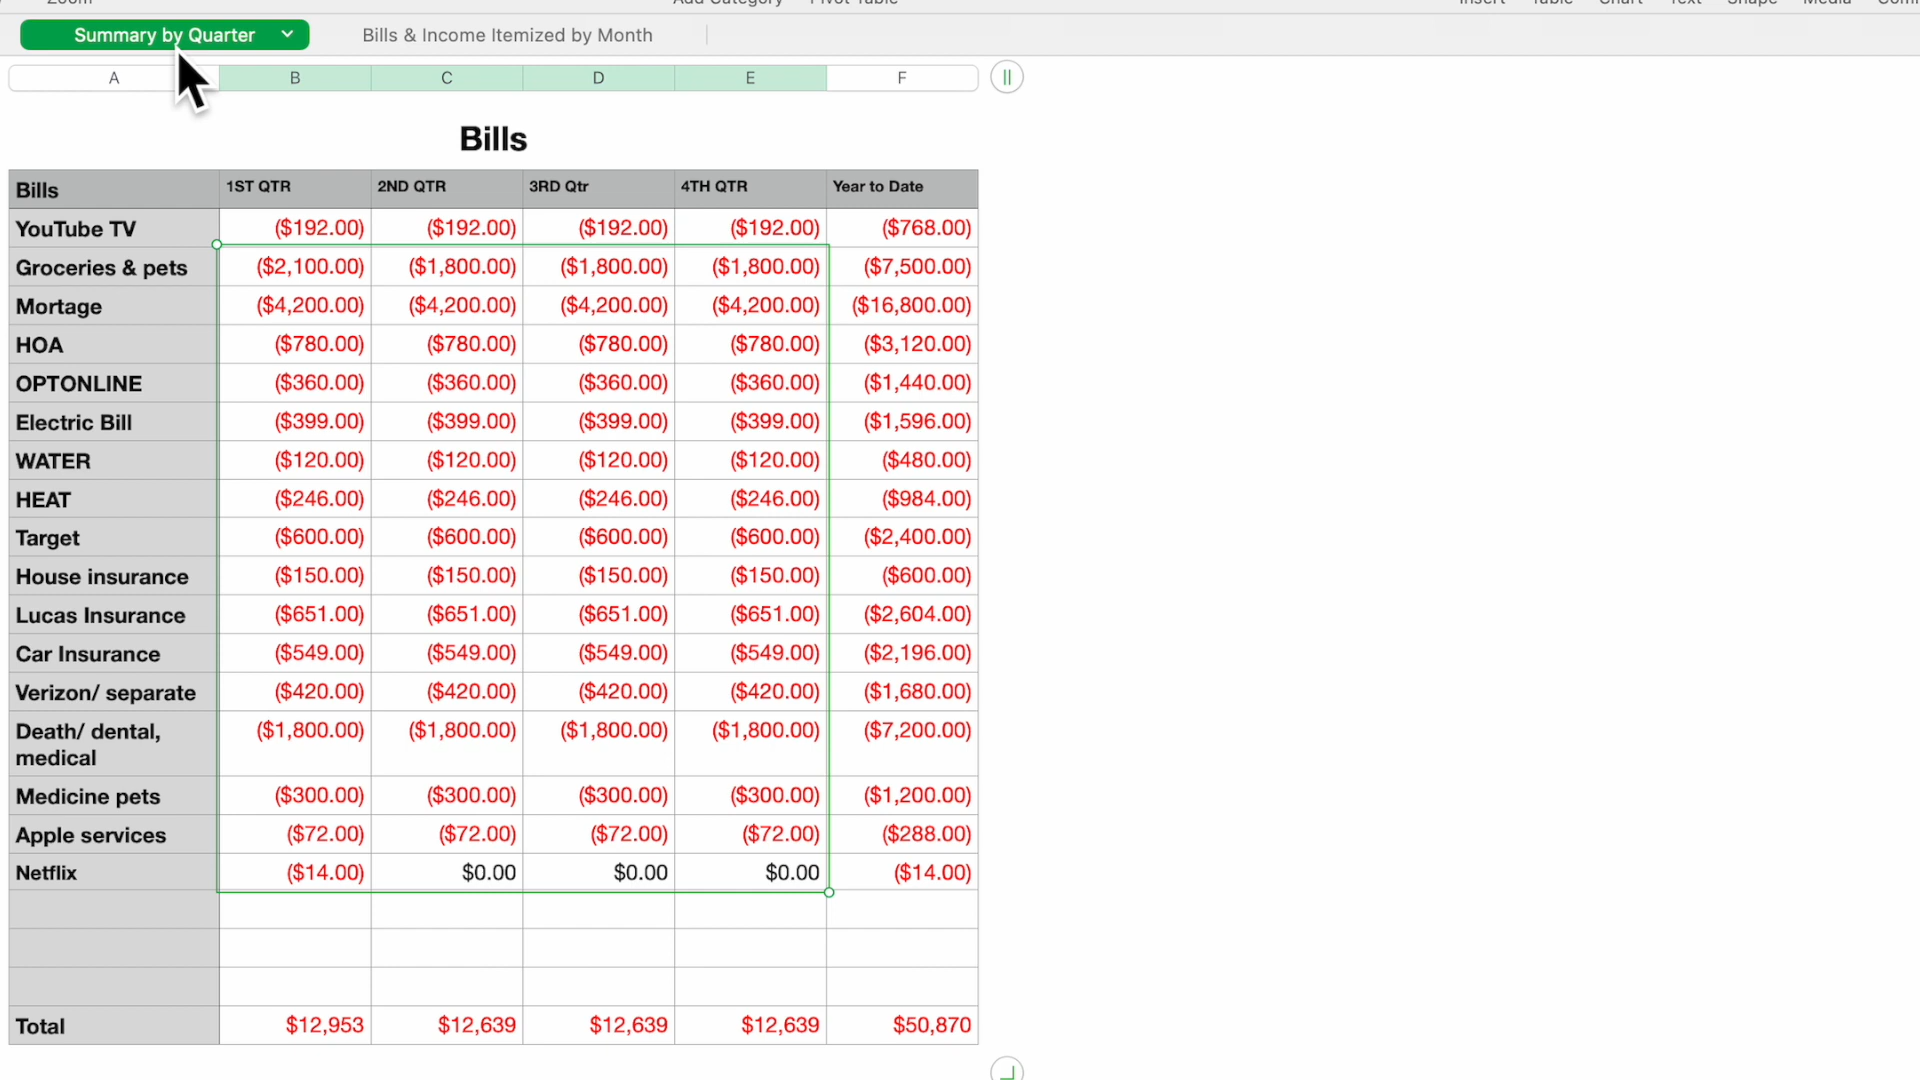 Zoom Add Category Pivot Table Insert Table Chart Text Shape Media
Summary by Quarter Bills & Income Itemized by Month
A B C D E F
Bills
Bills 1ST QTR 2ND QTR 3RD Qtr 4TH QTR Year to Date
YouTube TV ($192.00) ($192.00) ($192.00) ($192.00) ($768.00)
Groceries & pets ($2,100.00) ($1,800.00) ($1,800.00) ($1,800.00) ($7,500.00)
Mortage ($4,200.00) ($4,200.00) ($4,200.00) ($4,200.00) ($16,800.00)
HOA ($780.00) ($780.00) ($780.00) ($780.00) ($3,120.00)
OPTONLINE ($360.00) ($360.00) ($360.00) ($360.00) ($1,440.00)
Electric Bill ($399.00) ($399.00) ($399.00) ($399.00) ($1,596.00)
WATER ($120.00) ($120.00) ($120.00) ($120.00) ($480.00)
HEAT ($246.00) ($246.00) ($246.00) ($246.00) ($984.00)
Target ($600.00) ($600.00) ($600.00) ($600.00) ($2,400.00)
House insurance ($150.00) ($150.00) ($150.00) ($150.00) ($600.00)
Lucas Insurance ($651.00) ($651.00) ($651.00) ($651.00) ($2,604.00)
Car Insurance ($549.00) ($549.00) ($549.00) ($549.00) ($2,196.00)
Verizon/ separate ($420.00) ($420.00) ($420.00) ($420.00) ($1,680.00)
Death/ dental, ($1,800.00) ($1,800.00) ($1,800.00) ($1,800.00) ($7,200.00)
medical
Medicine pets ($300.00) ($300.00) ($300.00) ($300.00) ($1,200.00)
Apple services ($72.00) ($72.00) ($72.00) ($72.00) ($288.00)
Netflix ($14.00) $0.00 $0.00 $0.00 ($14.00)
Total $12,953 $12,639 $12,639 $12,639 $50,870